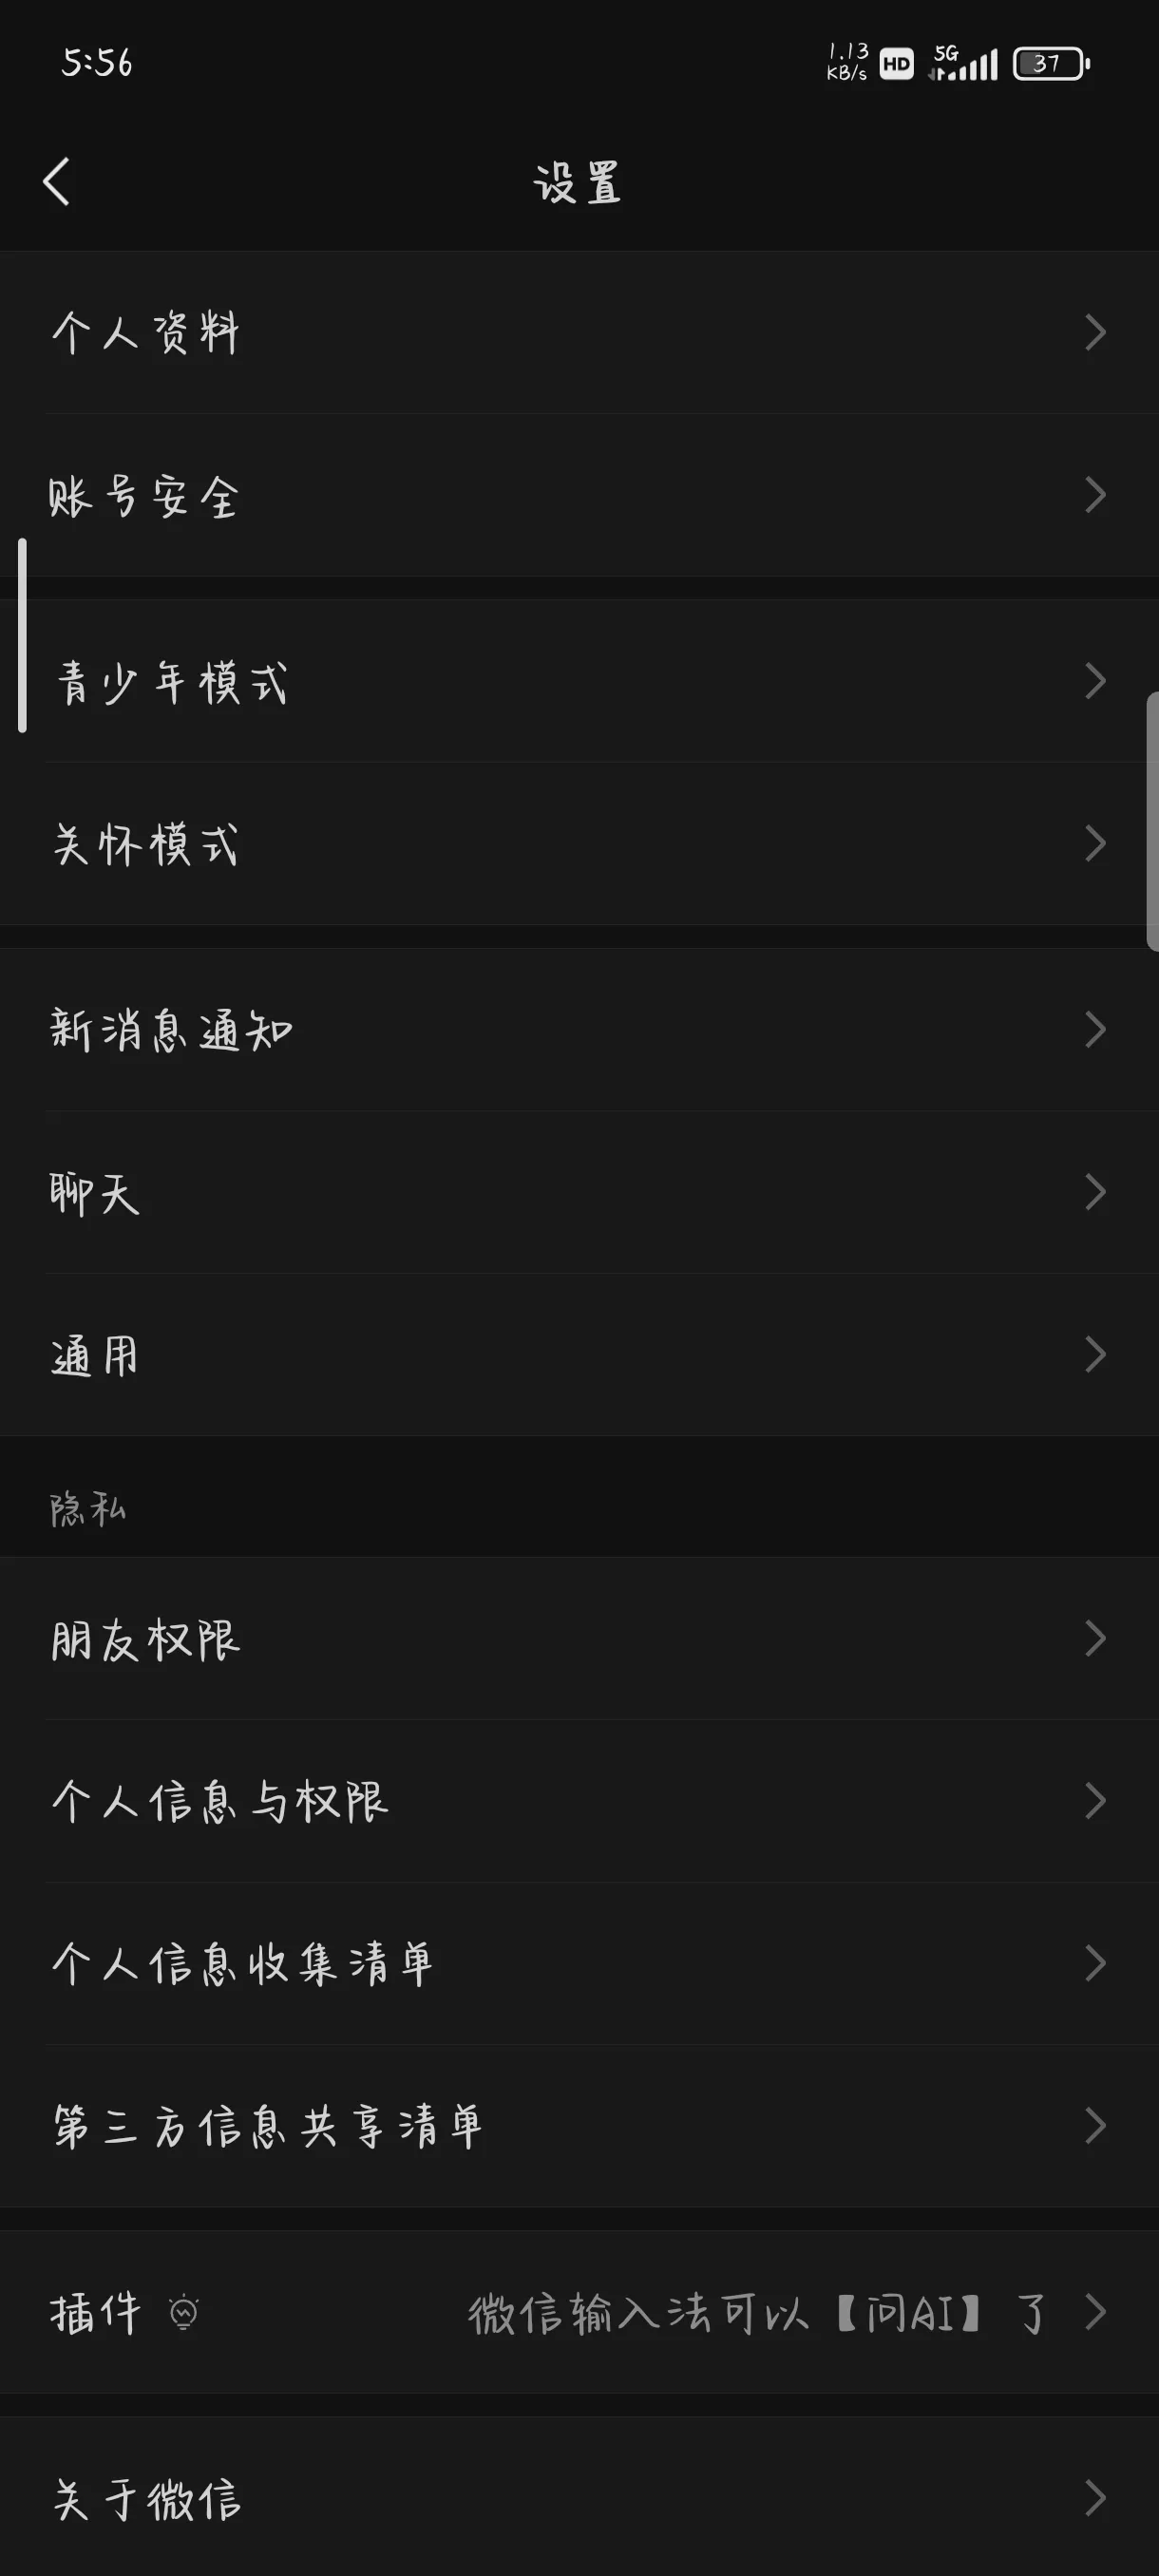 5:56
1.13
KB/s
HD
5G
37
设置
个人资料
账号安全
青少年模式
关怀模式
新消息通知
聊天
通用
隐私
朋友权限
个人信息与权限
个人信息收集清单
第三方信息共享清单
插件 微信输入法可以【问AI】了
关于微信